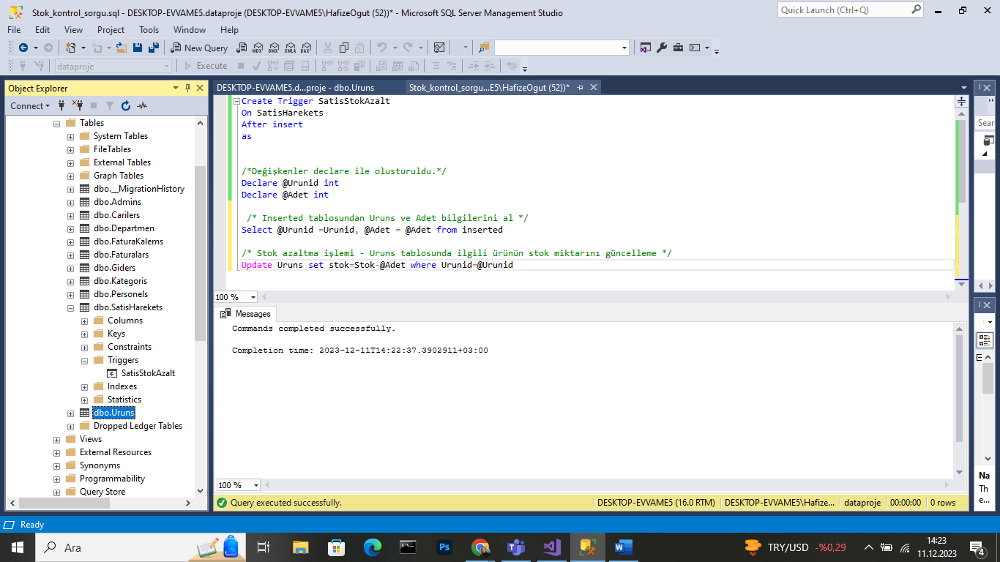 Stok_kontrol_sorgu.sql - DESKTOP-EVVAME5.dataproje (DESKTOP-EVVAME5\HafizeOgut (52))* - Microsoft SQL Server Management Studio
Quick Launch (Ctrl+Q)
File Edit View Project Tools Window Help
New Query
MDX DMX XMLA DAX
dataproje
Execute
Object Explorer
Connect
Tables
System Tables
FileTables
External Tables
Graph Tables
dbo.__MigrationHistory
dbo.Admins
dbo.Carilers
dbo.Departmen
dbo.FaturaKalems
dbo.Faturalars
dbo.Giders
dbo.Kategoris
dbo.Personels
dbo.SatisHarekets
Columns
Keys
Constraints
Triggers
SatisStokAzalt
Indexes
Statistics
dbo.Uruns
Dropped Ledger Tables
Views
External Resources
Synonyms
Programmability
Query Store
DESKTOP-EVVAME5.d...proje - dbo.Uruns
Stok_kontrol_sorgu...E5\HafizeOgut (52))*
Create Trigger SatisStokAzalt
On SatisHarekets
After insert
as
/*Değişkenler declare ile olusturuldu.*/
Declare @Urunid int
Declare @Adet int
/* Inserted tablosundan Uruns ve Adet bilgilerini al */
Select @Urunid =Urunid, @Adet = @Adet from inserted
/* Stok azaltma işlemi - Uruns tablosunda ilgili ürünün stok miktarını güncelleme */
Update Uruns set stok=Stok-@Adet where Urunid=@Urunid
100 %
Messages
Commands completed successfully.
Completion time: 2023-12-11T14:22:37.3902911+03:00
100 %
Query executed successfully.
DESKTOP-EVVAME5 (16.0 RTM)
DESKTOP-EVVAME5\Hafize...
dataproje
00:00:00
0 rows
Sear
Na
Th
e...
Ready
Ara
Ps
TRY/USD -%0,29
14:23
11.12.2023
4